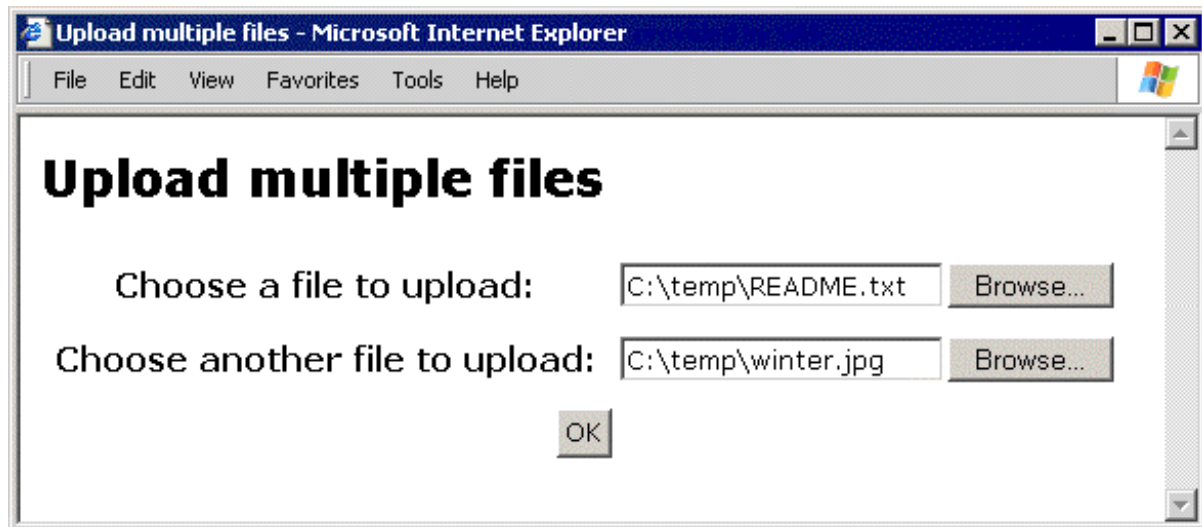 Upload multiple files - Microsoft Internet Explorer
File Edit View Favorites Tools Help
Upload multiple files
Choose a file to upload: C:\temp\README.txt Browse...
Choose another file to upload: C:\temp\winter.jpg Browse...
OK